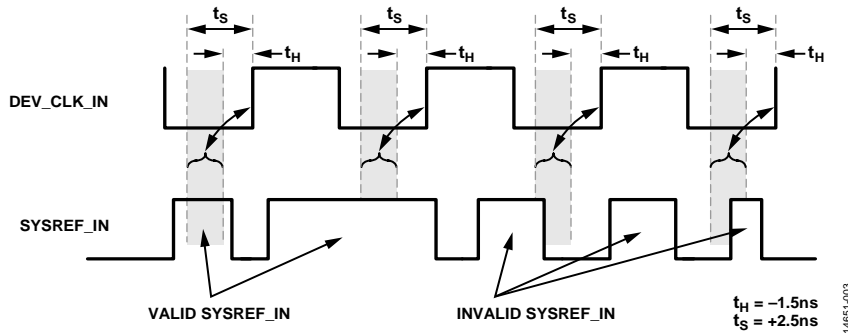 tS tS tS tS
tH tH tH tH
DEV_CLK_IN
SYSREF_IN
VALID SYSREF_IN INVALID SYSREF_IN
tH = –1.5ns
tS = +2.5ns
14651-003